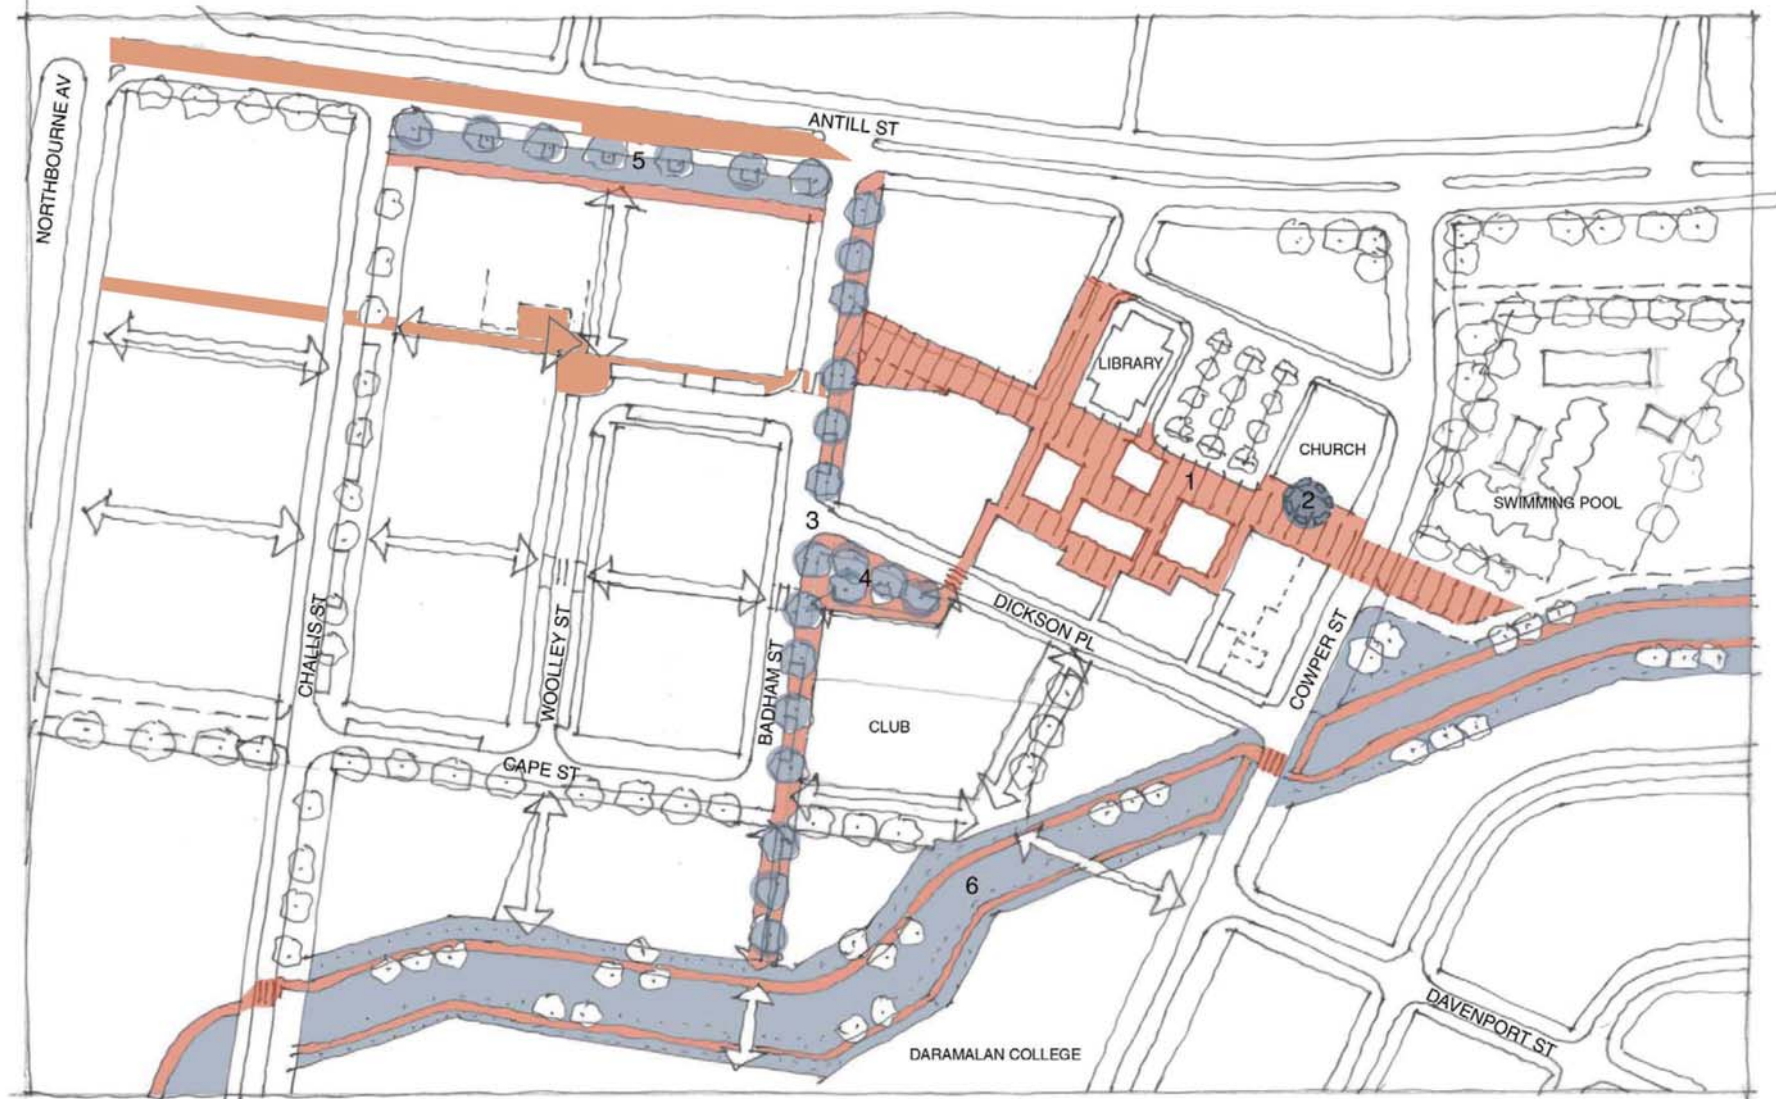 NORTHBOURNE AV
ANTILL ST
5
LIBRARY
CHURCH
1
2
SWIMMING POOL
3
4
DICKSON PL
CHALLIS ST
WOOLLEY ST
BADHAM ST
COWPER ST
CLUB
CAPE ST
6
DAVENPORT ST
DARAMALAN COLLEGE